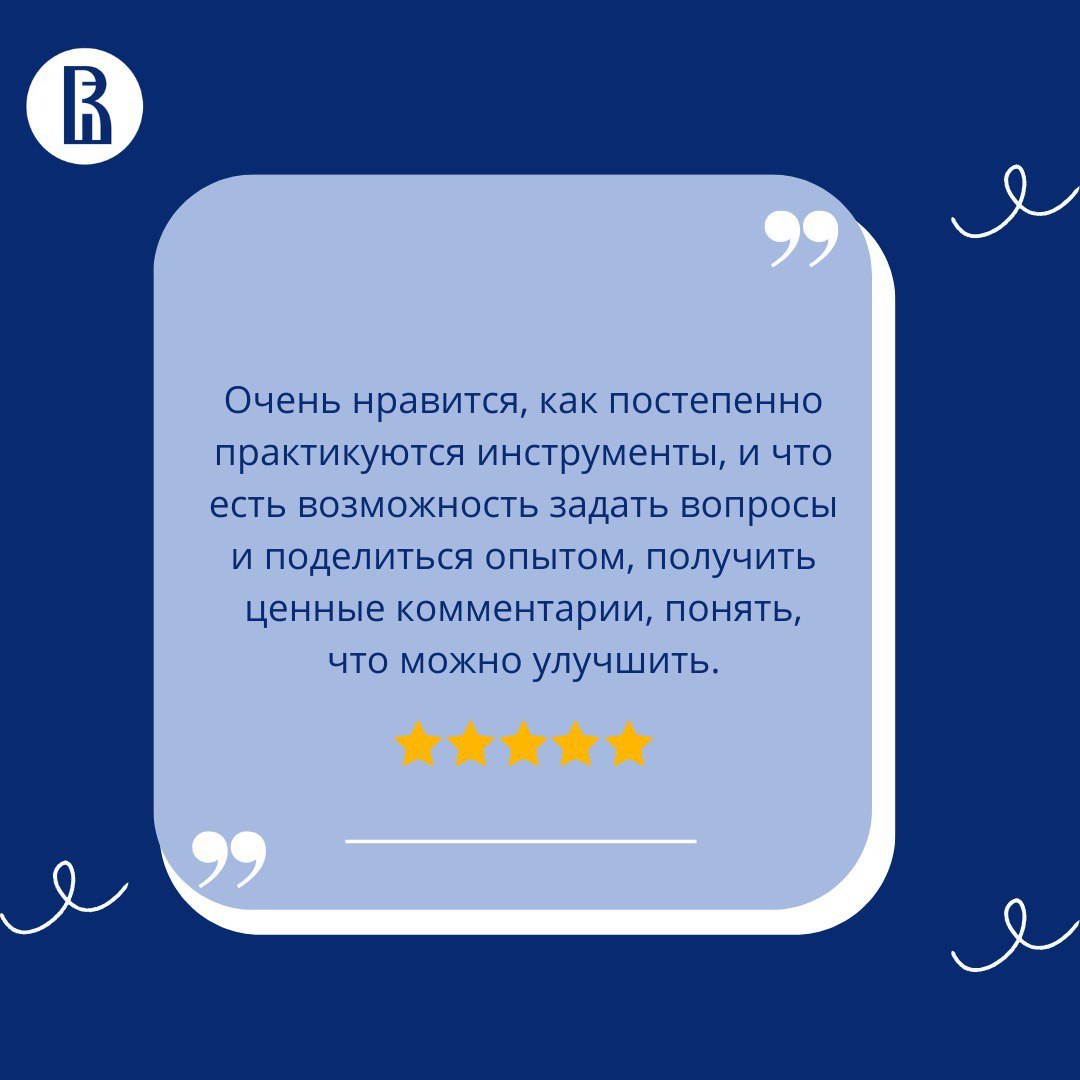 Очень нравится, как постепенно
практикуются инструменты, и что
есть возможность задать вопросы
и поделиться опытом, получить
ценные комментарии, понять,
что можно улучшить.